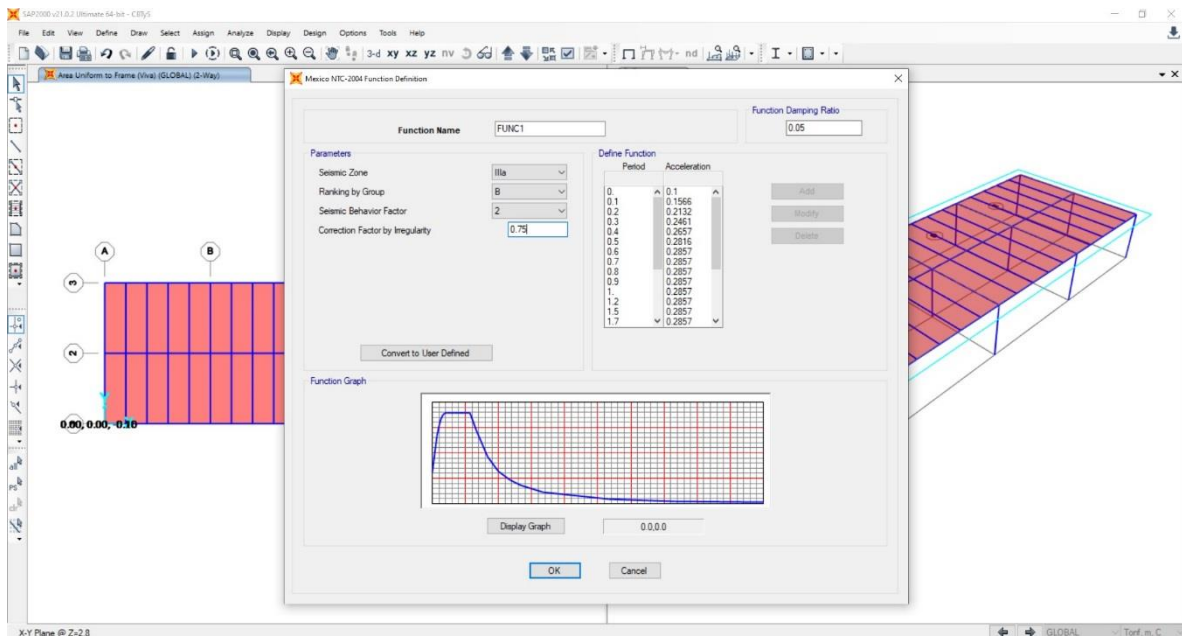 SAP2000 v21.0.2 Ultimate 64-bit - CBTyS
File Edit View Define Draw Select Assign Analyze Display Design Options Tools Help
3-d xy xz yz nv nd
Area Uniform to Frame (Viva) (GLOBAL) (2-Way)
Mexico NTC-2004 Function Definition
Function Name FUNC1
Function Damping Ratio
0.05
Parameters
Seismic Zone IIIa
Ranking by Group B
Seismic Behavior Factor 2
Correction Factor by Irregularity 0.75
Convert to User Defined
Define Function
Period Acceleration
0. 0.1
0.1 0.1566
0.2 0.2132
0.3 0.2461
0.4 0.2657
0.5 0.2816
0.6 0.2857
0.7 0.2857
0.8 0.2857
0.9 0.2857
1. 0.2857
1.2 0.2857
1.5 0.2857
1.7 0.2857
Add
Modify
Delete
Function Graph
Display Graph
0.0,0.0
OK Cancel
A B
3
2
0.00, 0.00, -0.10
all
PS
clr
X-Y Plane @ Z=2.8
GLOBAL Tonf, m, C